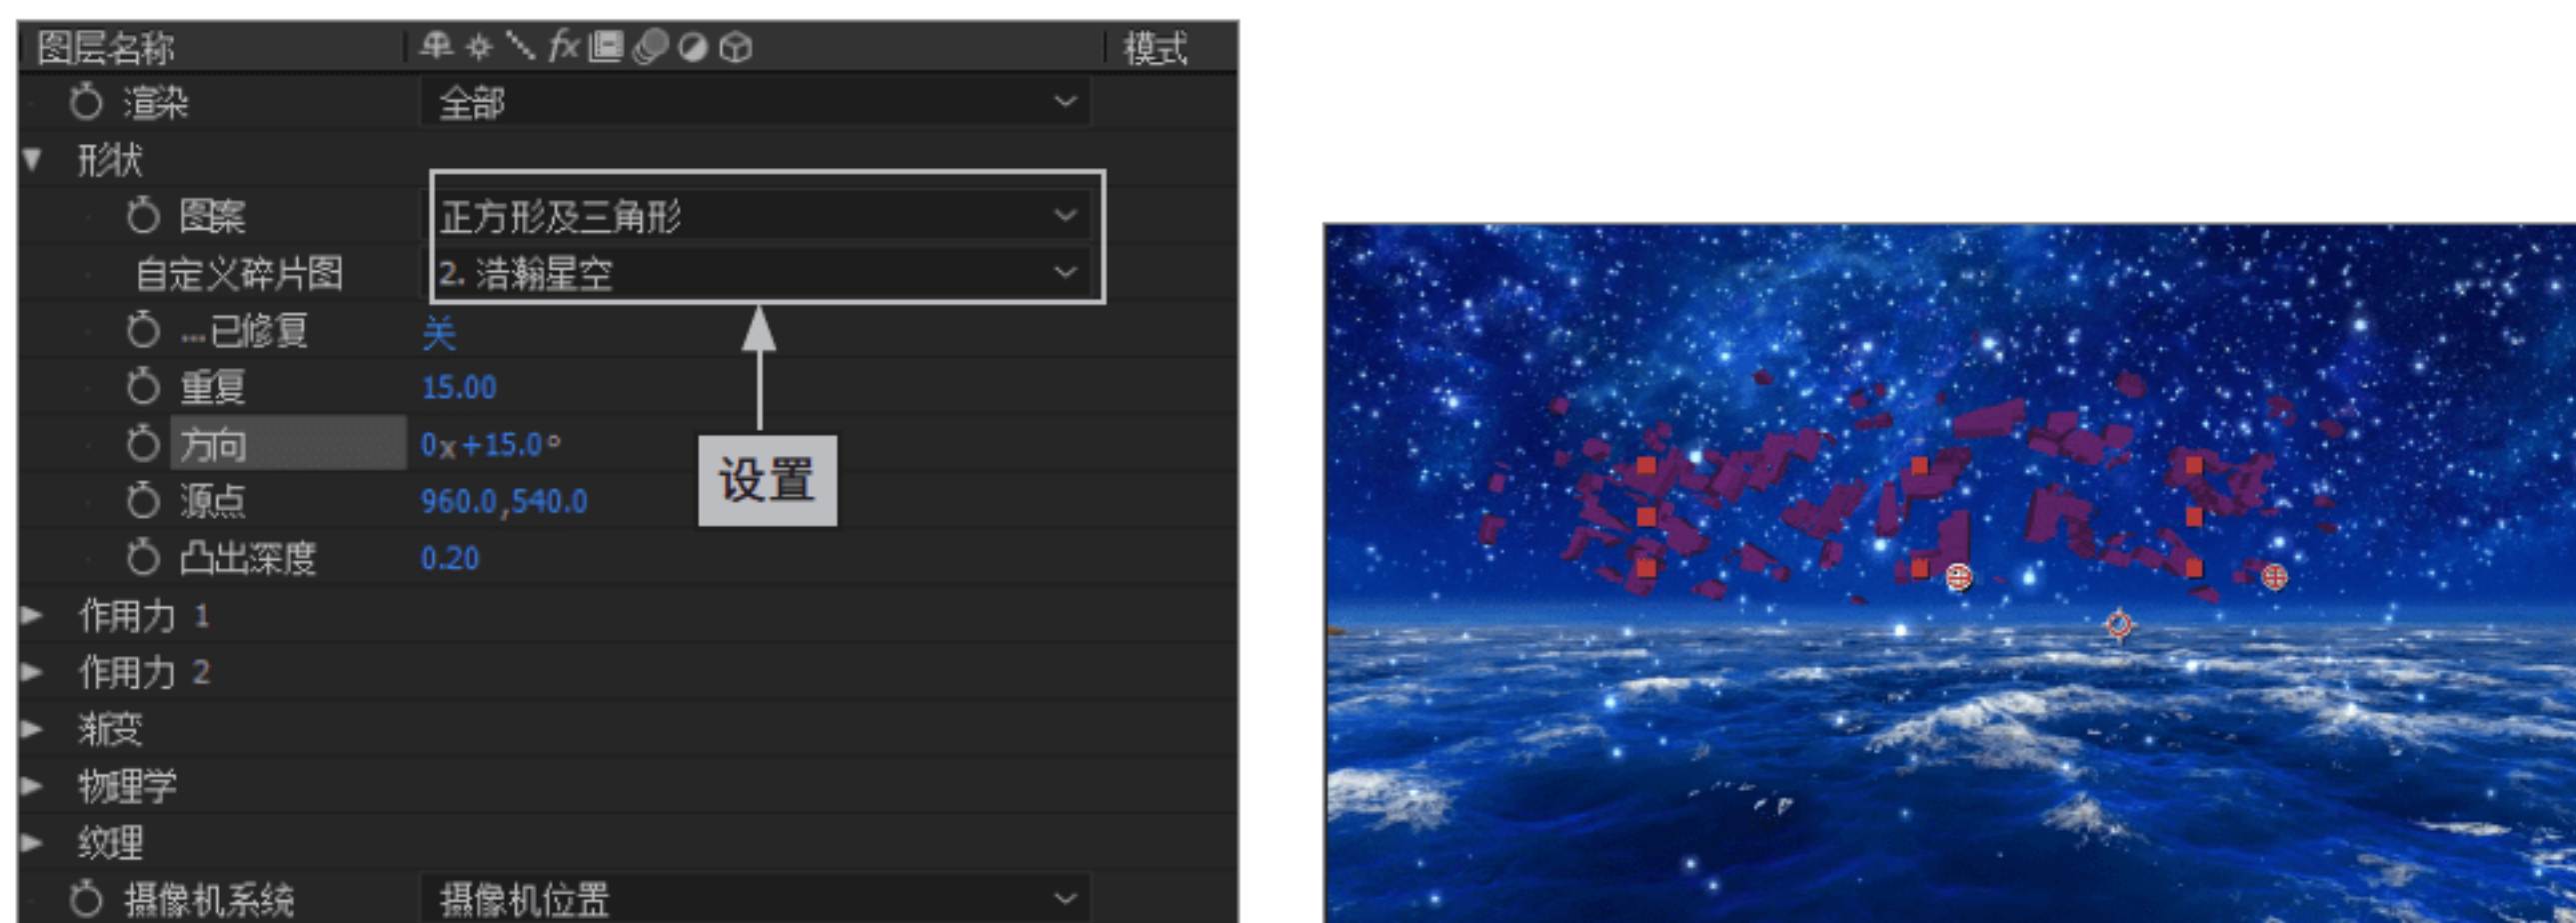 图层名称 fx 模式
渲染 全部
形状
图案 正方形及三角形
自定义碎片图 2. 浩瀚星空
...已修复 关
重复 15.00
方向 0x+15.0°
源点 960.0,540.0
设置
凸出深度 0.20
作用力 1
作用力 2
渐变
物理学
纹理
摄像机系统 摄像机位置